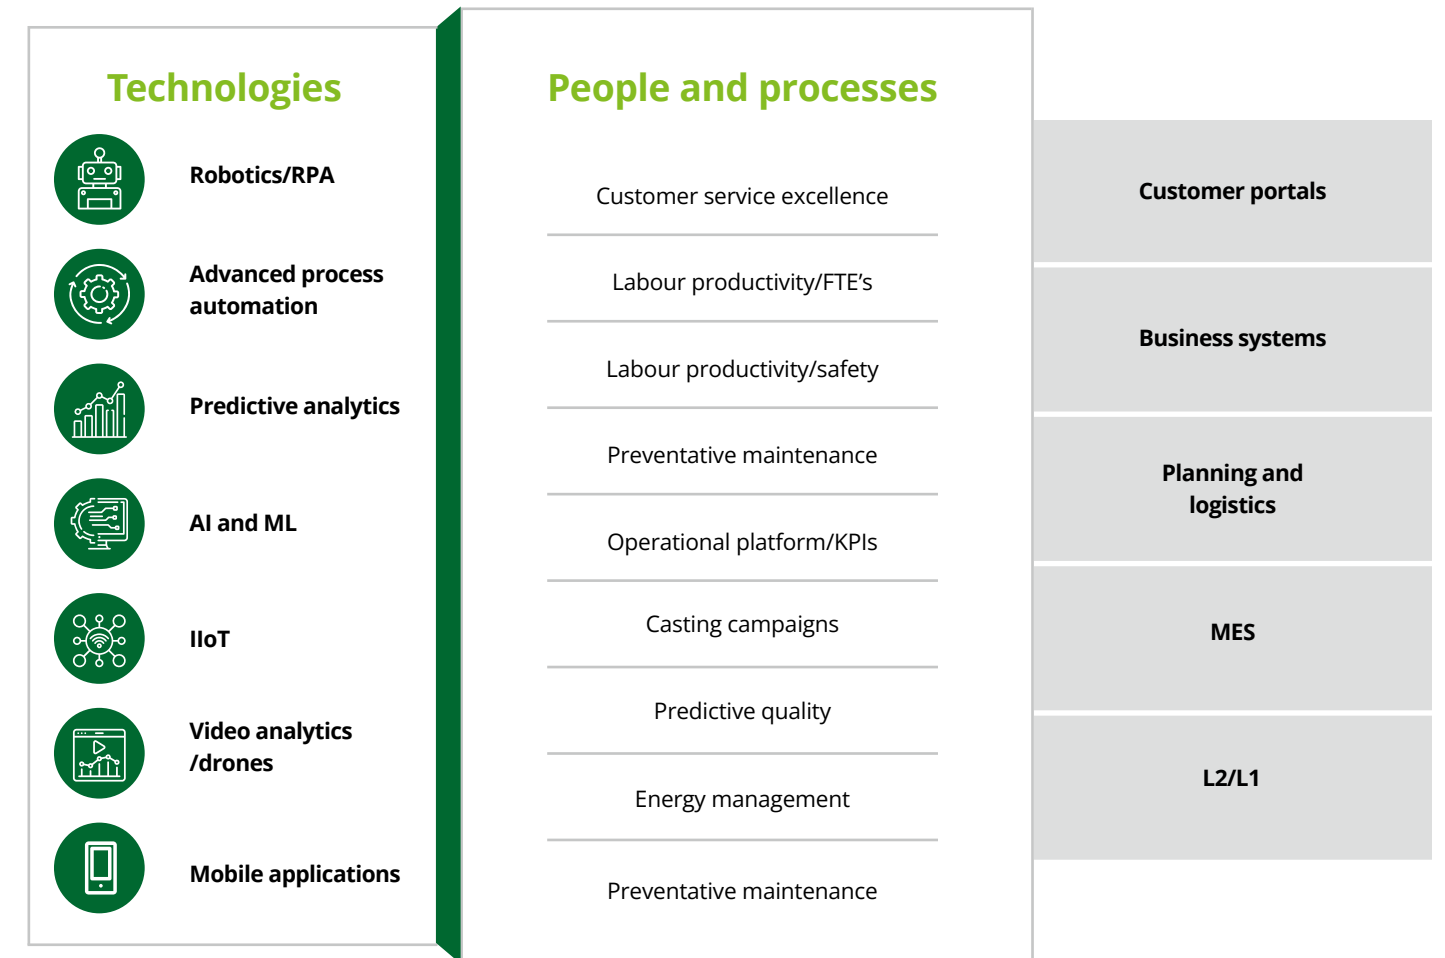 Technologies
Robotics/RPA
Advanced process
automation
Predictive analytics
AI and ML
IIoT
Video analytics
/drones
Mobile applications
People and processes
Customer service excellence
Labour productivity/FTE’s
Labour productivity/safety
Preventative maintenance
Operational platform/KPIs
Casting campaigns
Predictive quality
Energy management
Preventative maintenance
Customer portals
Business systems
Planning and
logistics
MES
L2/L1